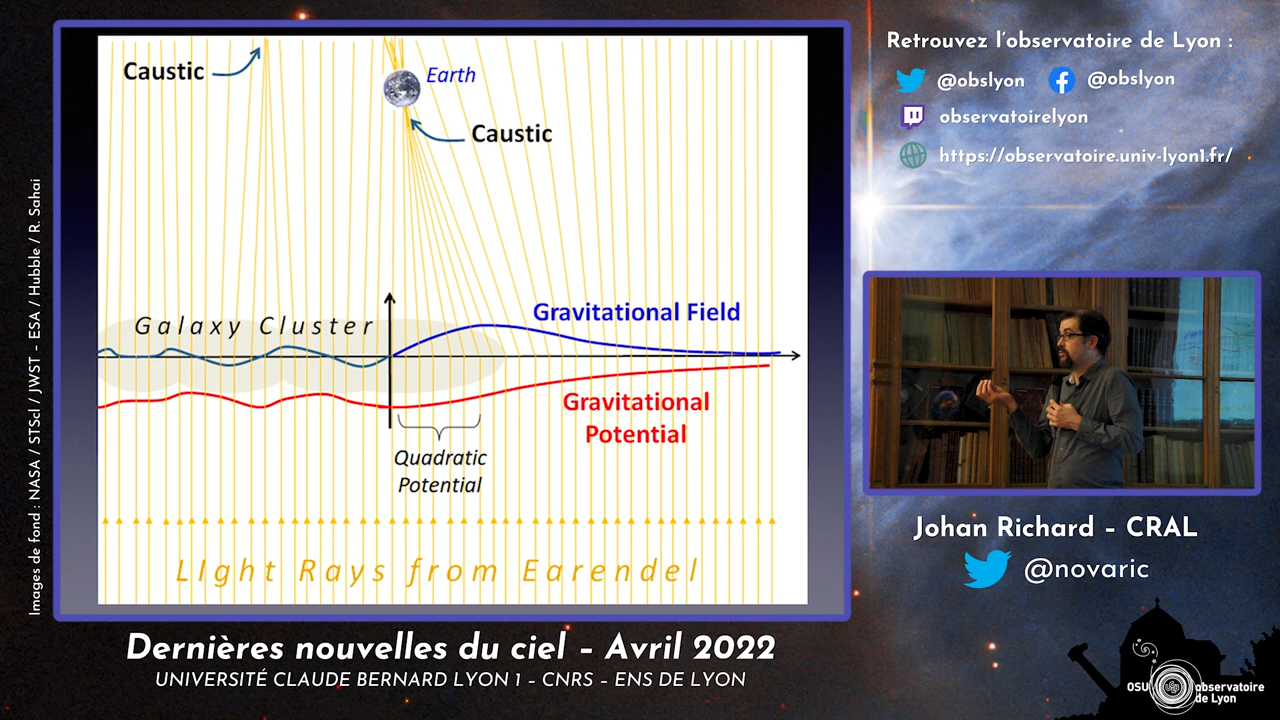 Caustic
Earth
Caustic
Galaxy Cluster
Gravitational Field
Gravitational
Potential
Quadratic
Potential
LIght Rays from Earendel
Images de fond : NASA / STScI / JWST - ESA / Hubble / R. Sahai
Dernières nouvelles du ciel – Avril 2022
UNIVERSITÉ CLAUDE BERNARD LYON 1 – CNRS – ENS DE LYON
Retrouvez l'observatoire de Lyon :
@obslyon @obslyon
observatoirelyon
https://observatoire.univ-lyon1.fr/
Johan Richard – CRAL
@novaric
OSUL observatoire
de Lyon